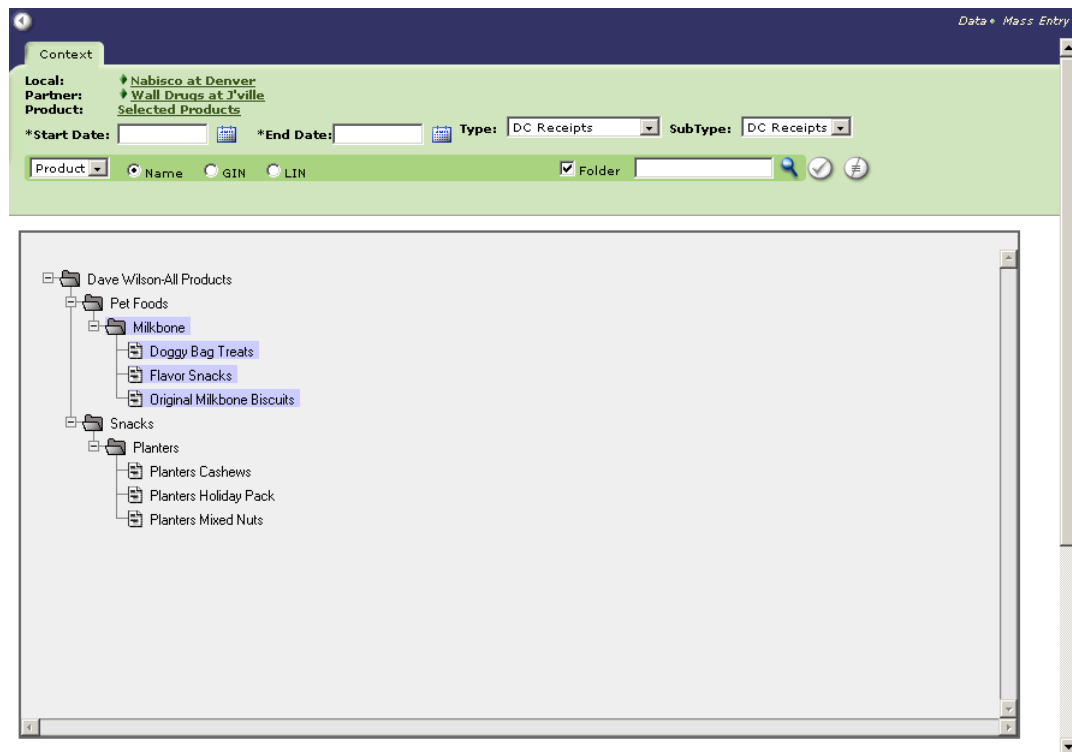 Data • Mass Entry
Context
Local: Nabisco at Denver
Partner: Wall Drugs at J'ville
Product: Selected Products
*Start Date: *End Date: Type: DC Receipts SubType: DC Receipts
Product Name GIN LIN Folder
Dave Wilson-All Products
Pet Foods
Milkbone
Doggy Bag Treats
Flavor Snacks
Original Milkbone Biscuits
Snacks
Planters
Planters Cashews
Planters Holiday Pack
Planters Mixed Nuts